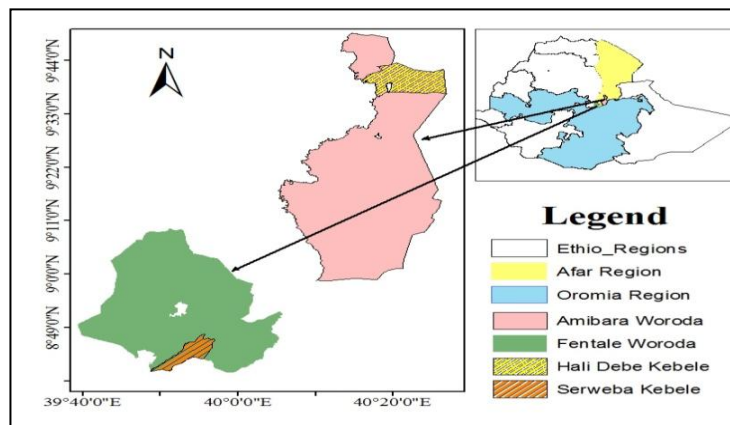 N
9°44'0"N
9°33'0"N
9°22'0"N
9°11'0"N
9°0'0"N
8°49'0"N
39°40'0"E
40°0'0"E
40°20'0"E
Legend
Ethio_Regions
Afar Region
Oromia Region
Amibara Woroda
Fentale Woroda
Hali Debe Kebele
Serweba Kebele